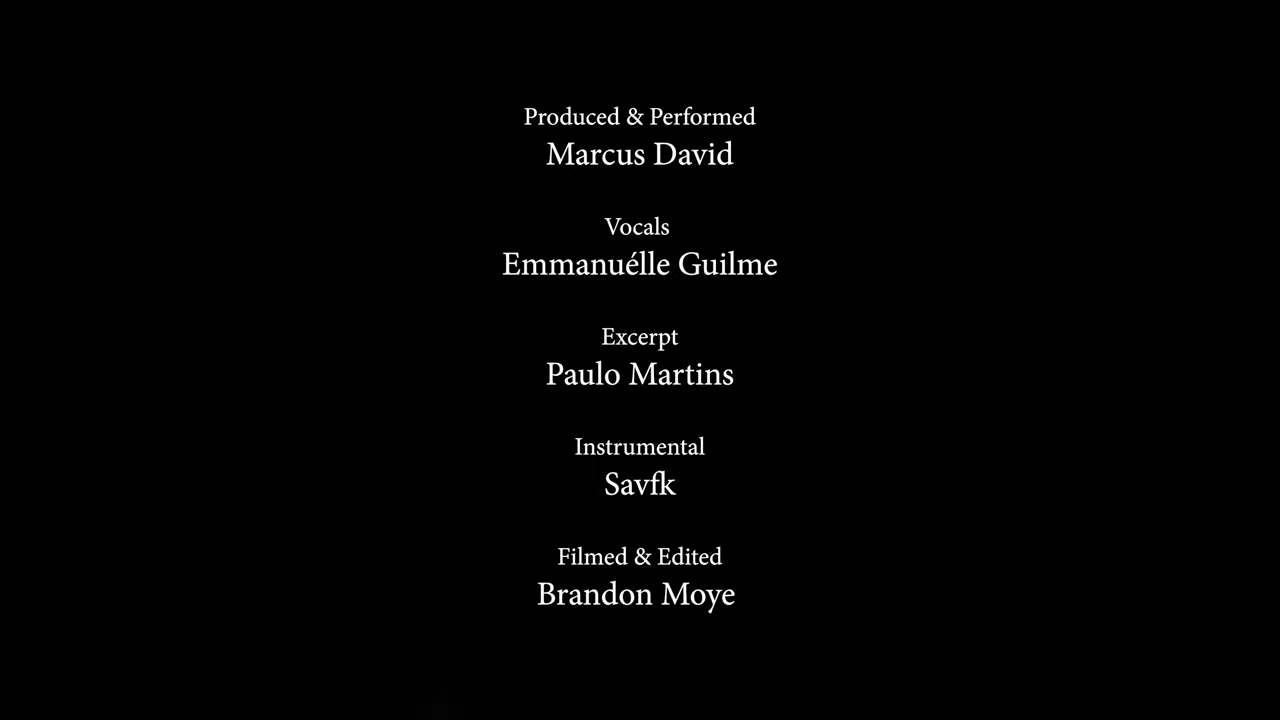 Produced & Performed
Marcus David
Vocals
Emmanuélle Guilme
Excerpt
Paulo Martins
Instrumental
Savfk
Filmed & Edited
Brandon Moye